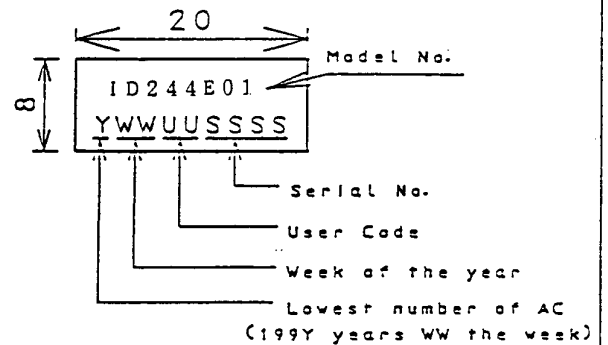 20
Model No.
8
ID244E01
YWWUUSSSS
Serial No.
User Code
Week of the year
Lowest number of AC
(199Y years WW the week)